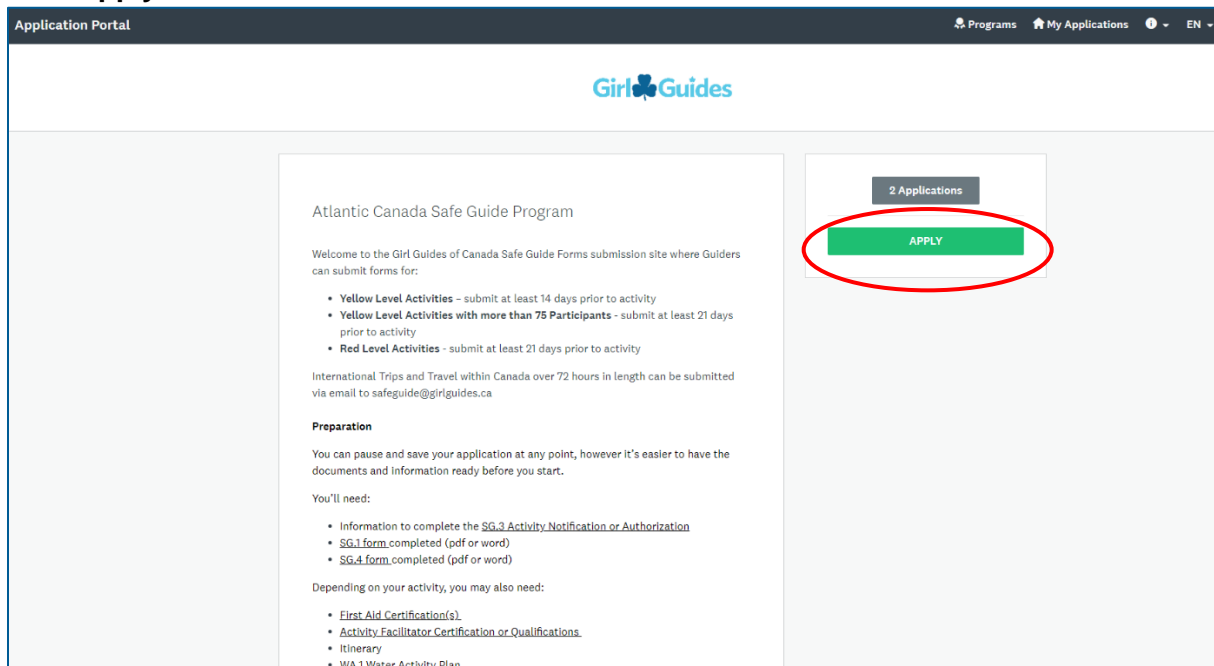 Application Portal
Programs My Applications EN
Girl Guides
2 Applications
APPLY
Atlantic Canada Safe Guide Program
Welcome to the Girl Guides of Canada Safe Guide Forms submission site where Guiders
can submit forms for:
• Yellow Level Activities – submit at least 14 days prior to activity
• Yellow Level Activities with more than 75 Participants - submit at least 21 days
prior to activity
• Red Level Activities - submit at least 21 days prior to activity
International Trips and Travel within Canada over 72 hours in length can be submitted
via email to safeguide@girlguides.ca
Preparation
You can pause and save your application at any point, however it's easier to have the
documents and information ready before you start.
You'll need:
• Information to complete the SG.3 Activity Notification or Authorization
• SG.1 form completed (pdf or word)
• SG.4 form completed (pdf or word)
Depending on your activity, you may also need:
• First Aid Certification(s)
• Activity Facilitator Certification or Qualifications
• Itinerary
• WA.1 Water Activity Plan